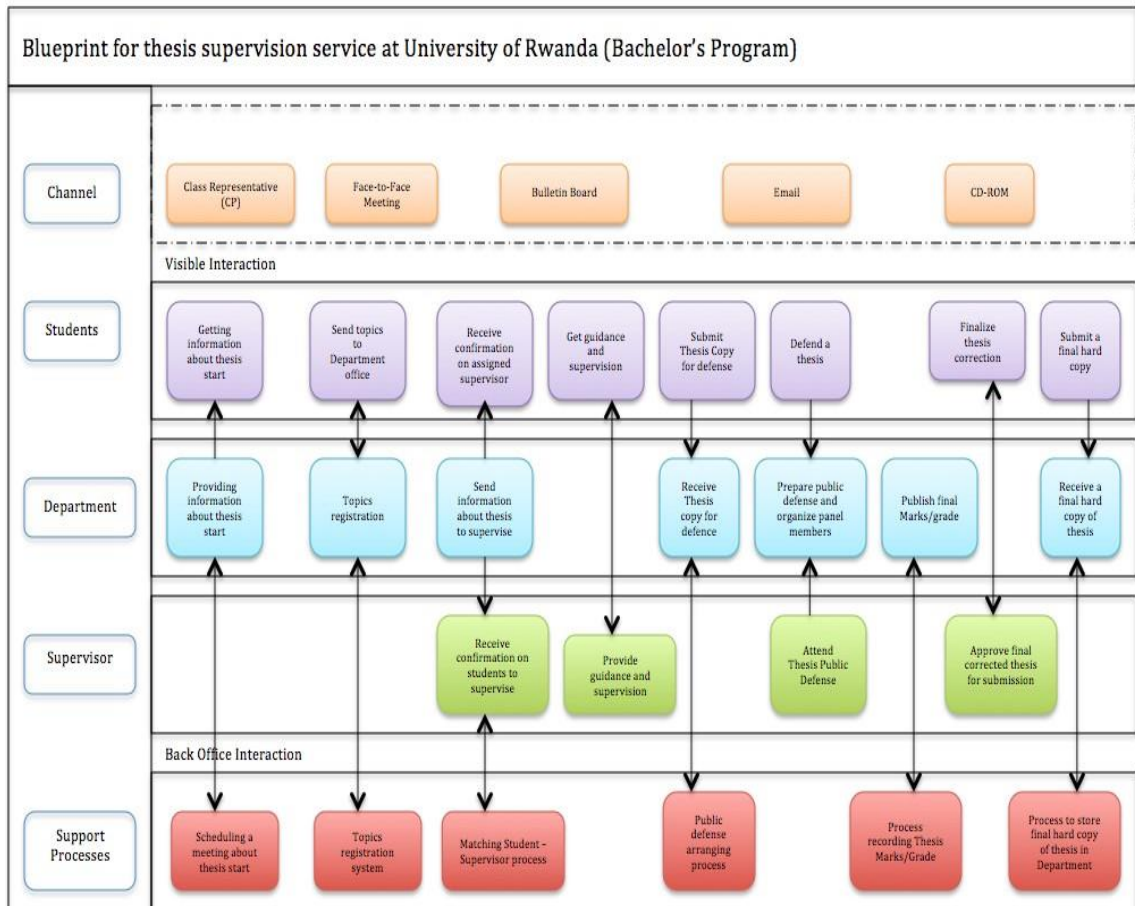 Blueprint for thesis supervision service at University of Rwanda (Bachelor's Program)
Channel
Class Representative
(CP)
Face-to-Face
Meeting
Bulletin Board
Email
CD-ROM
Visible Interaction
Students
Getting
information
about thesis
start
Send topics
to
Department
office
Receive
confirmation
on assigned
supervisor
Get guidance
and
supervision
Submit
Thesis Copy
for defense
Defend a
thesis
Finalize
thesis
correction
Submit a
final hard
copy
Department
Providing
information
about thesis
start
Topics
registration
Send
information
about thesis
to supervise
Receive
Thesis
copy for
defence
Prepare public
defense and
organize panel
members
Publish final
Marks/grade
Receive a
final hard
copy of
thesis
Supervisor
Receive
confirmation on
students to
supervise
Provide
guidance and
supervision
Attend
Thesis Public
Defense
Approve final
corrected thesis
for submission
Back Office Interaction
Support
Processes
Scheduling a
meeting about
thesis start
Topics
registration
system
Matching Student –
Supervisor process
Public
defense
arranging
process
Process
recording Thesis
Marks/Grade
Process to store
final hard copy
of thesis in
Department